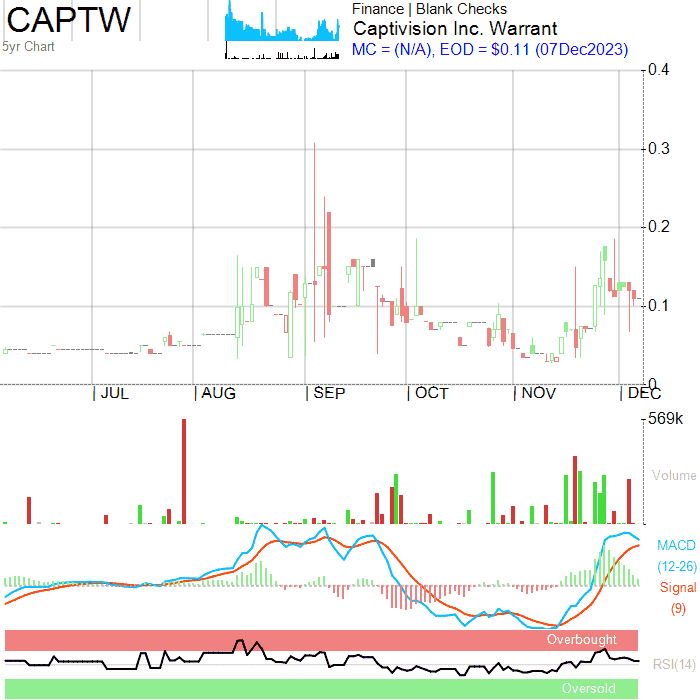 CAPTW
5yr Chart
Finance | Blank Checks
Captivision Inc. Warrant
MC = (N/A), EOD = $0.11 (07Dec2023)
0.4
0.3
0.2
0.1
0
| JUL | AUG | SEP | OCT | NOV | DEC
569k
Volume
MACD
(12-26)
Signal
(9)
Overbought
RSI(14)
Oversold